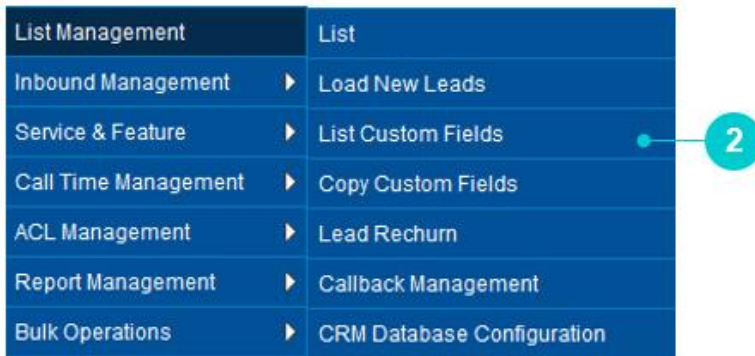 List Management
Inbound Management
Service & Feature
Call Time Management
ACL Management
Report Management
Bulk Operations
List
Load New Leads
List Custom Fields
Copy Custom Fields
Lead Rechurn
Callback Management
CRM Database Configuration
2